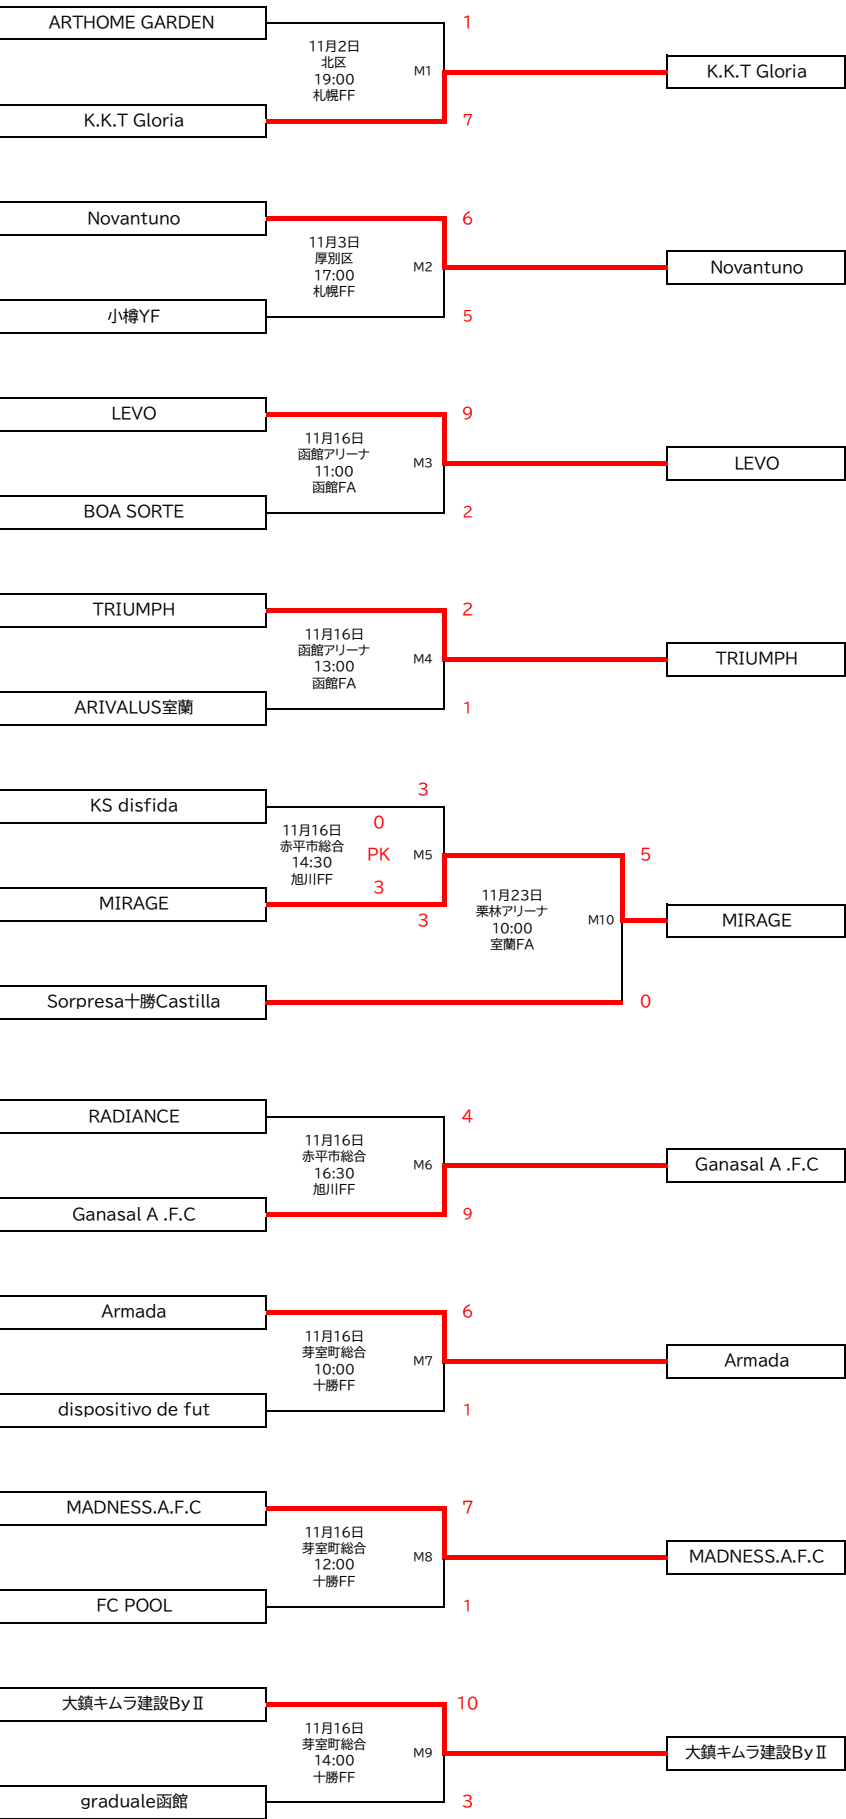 ARTHOME GARDEN
1
11月2日
北区
19:00
札幌FF
M1
K.K.T Gloria
K.K.T Gloria
7
Novantuno
6
11月3日
厚別区
17:00
札幌FF
M2
Novantuno
小樽YF
5
LEVO
9
11月16日
函館アリーナ
11:00
函館FA
M3
LEVO
BOA SORTE
2
TRIUMPH
2
11月16日
函館アリーナ
13:00
函館FA
M4
TRIUMPH
ARIVALUS室蘭
1
KS disfida
3
11月16日
赤平市総合
14:30
旭川FF
0
PK
3
M5
5
MIRAGE
3
11月23日
栗林アリーナ
10:00
室蘭FA
M10
MIRAGE
Sorpresa十勝Castilla
0
RADIANCE
4
11月16日
赤平市総合
16:30
旭川FF
M6
Ganasal A .F.C
Ganasal A .F.C
9
Armada
6
11月16日
芽室町総合
10:00
十勝FF
M7
Armada
dispositivo de fut
1
MADNESS.A.F.C
7
11月16日
芽室町総合
12:00
十勝FF
M8
MADNESS.A.F.C
FC POOL
1
大鎮キムラ建設ByⅡ
10
11月16日
芽室町総合
14:00
十勝FF
M9
大鎮キムラ建設ByⅡ
graduale函館
3